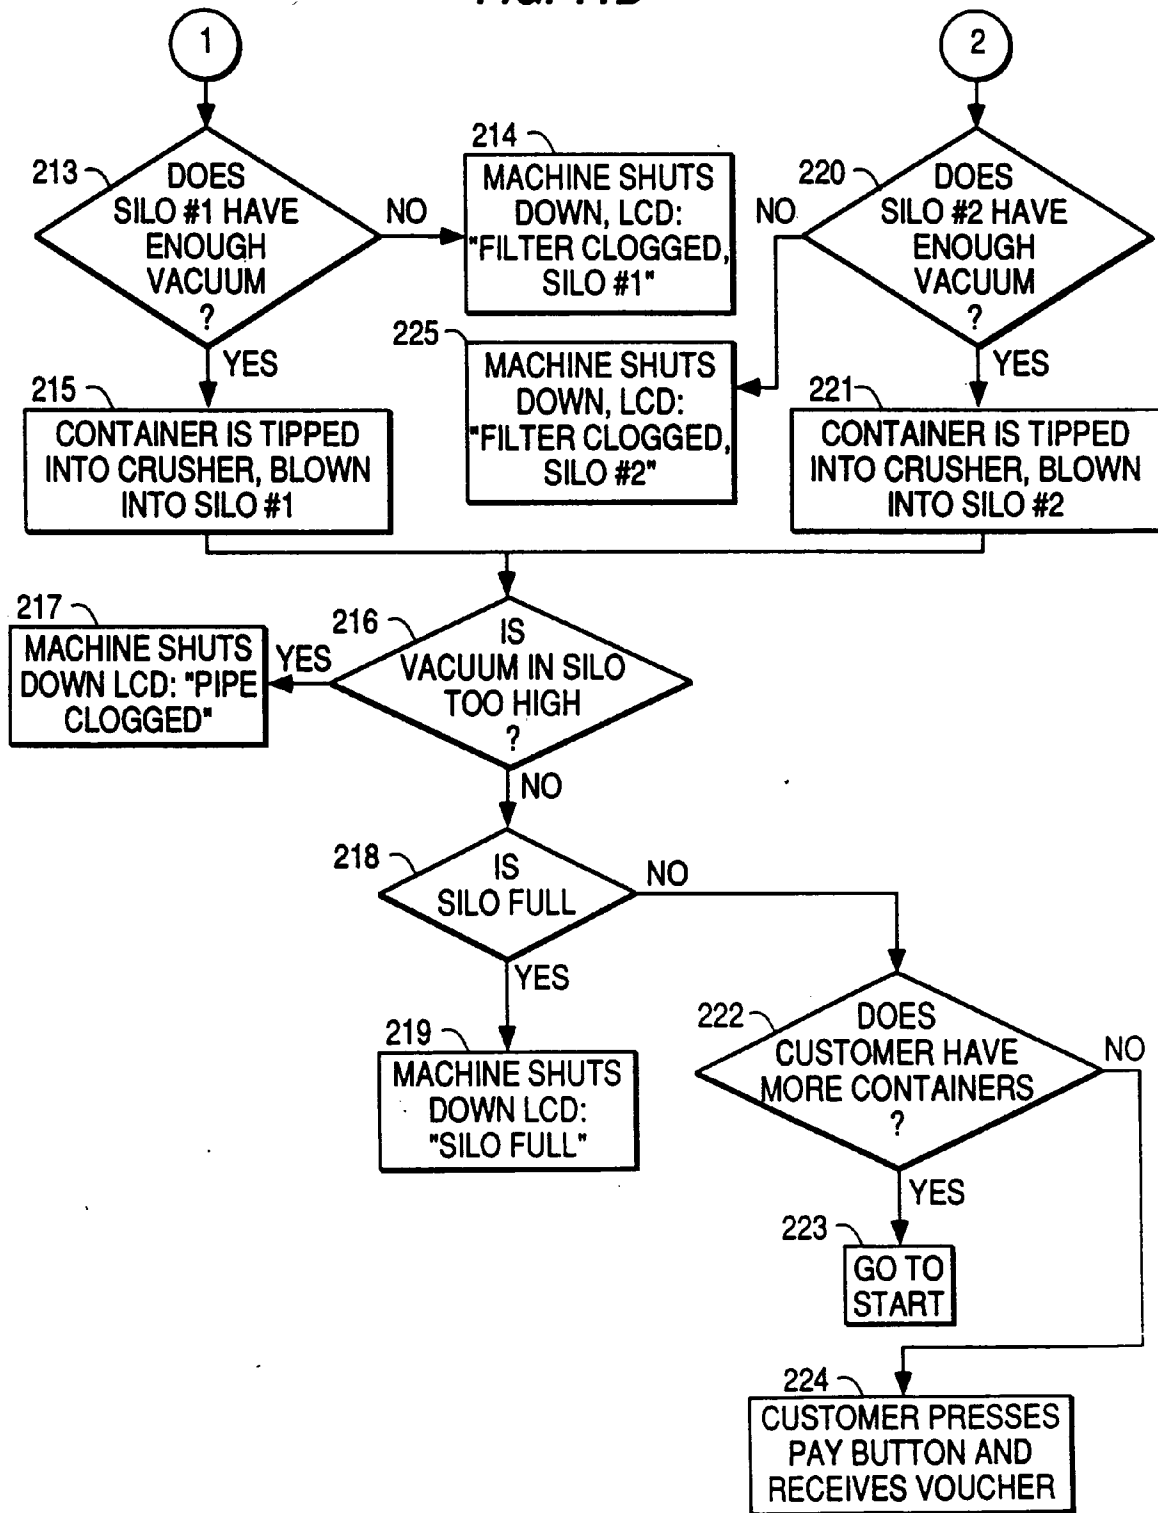 1
2
213
DOES
SILO #1 HAVE
ENOUGH
VACUUM
?
NO
YES
214
MACHINE SHUTS
DOWN, LCD:
"FILTER CLOGGED,
SILO #1"
220
DOES
SILO #2 HAVE
ENOUGH
VACUUM
?
NO
YES
225
MACHINE SHUTS
DOWN, LCD:
"FILTER CLOGGED,
SILO #2"
215
CONTAINER IS TIPPED
INTO CRUSHER, BLOWN
INTO SILO #1
221
CONTAINER IS TIPPED
INTO CRUSHER, BLOWN
INTO SILO #2
216
IS
VACUUM IN SILO
TOO HIGH
?
YES
NO
217
MACHINE SHUTS
DOWN LCD: "PIPE
CLOGGED"
218
IS
SILO FULL
NO
YES
219
MACHINE SHUTS
DOWN LCD:
"SILO FULL"
222
DOES
CUSTOMER HAVE
MORE CONTAINERS
?
NO
YES
223
GO TO
START
224
CUSTOMER PRESSES
PAY BUTTON AND
RECEIVES VOUCHER